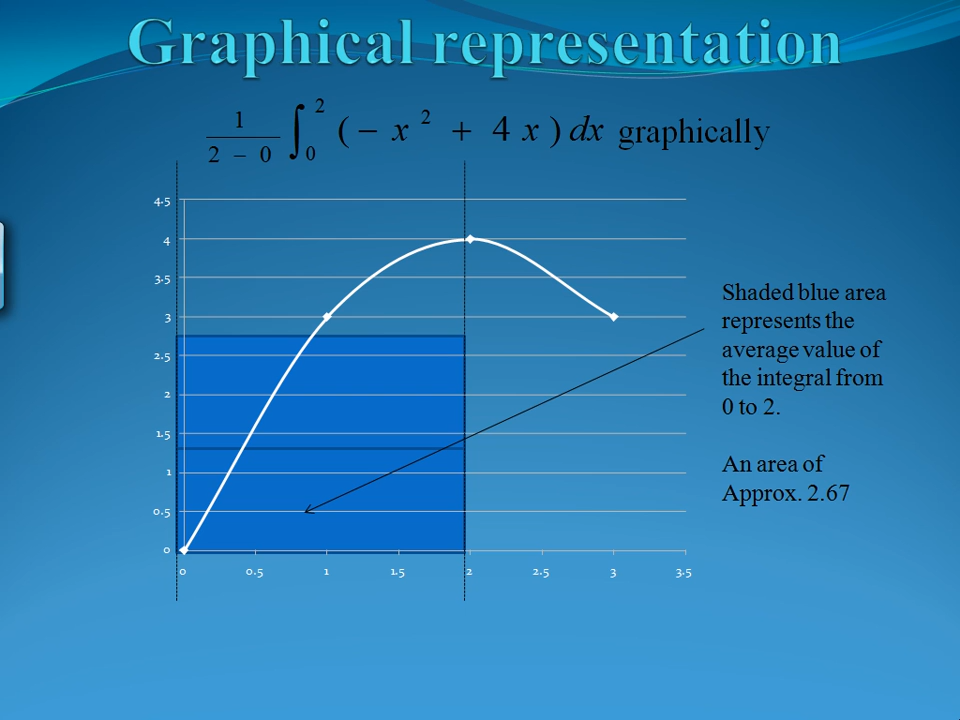 Graphical representation
1/(2 − 0) ∫₀² (− x² + 4x) dx graphically
4.5
4
3.5
3
2.5
2
1.5
1
0.5
0
0 0.5 1 1.5 2 2.5 3 3.5
Shaded blue area
represents the
average value of
the integral from
0 to 2.
An area of
Approx. 2.67